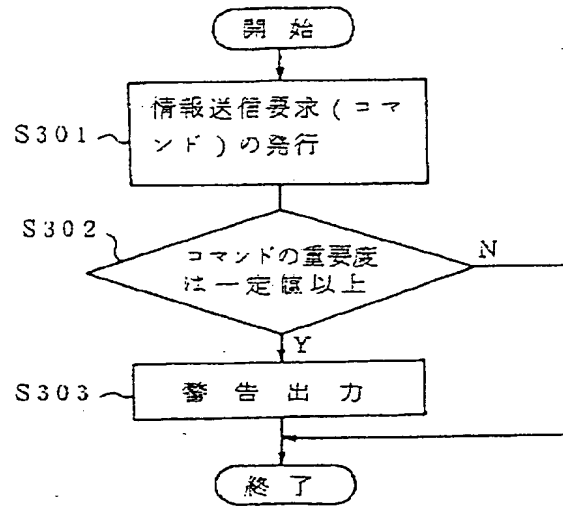 開始
S301
情報送信要求(コマ
ンド)の発行
S302
コマンドの重要度
は一定値以上
N
Y
S303
警告出力
終了